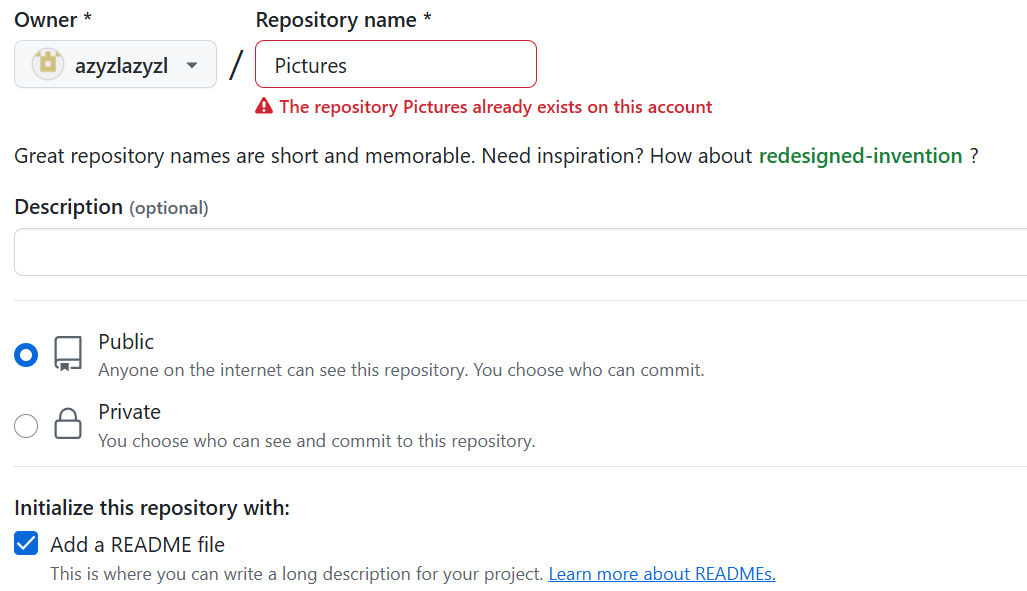 Owner * Repository name *
azyzlazyzl / Pictures
The repository Pictures already exists on this account
Great repository names are short and memorable. Need inspiration? How about redesigned-invention ?
Description (optional)
Public
Anyone on the internet can see this repository. You choose who can commit.
Private
You choose who can see and commit to this repository.
Initialize this repository with:
Add a README file
This is where you can write a long description for your project. Learn more about READMEs.